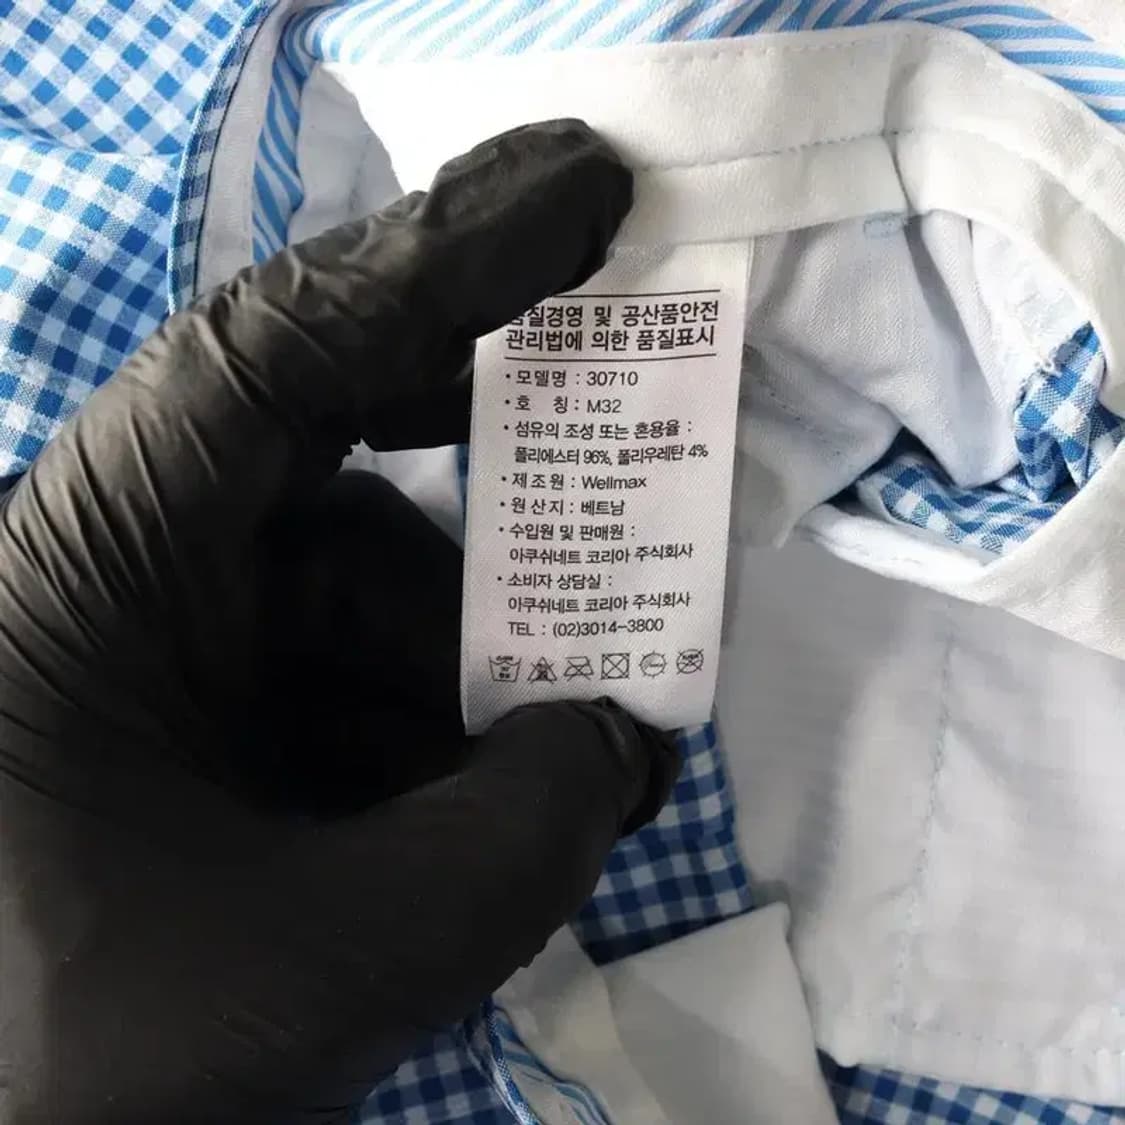 품질경영 및 공산품안전
관리법에 의한 품질표시
• 모델명 : 30710
• 호 칭 : M32
• 섬유의 조성 또는 혼용율 :
폴리에스터 96%, 폴리우레탄 4%
• 제조원 : Wellmax
• 원산지 : 베트남
• 수입원 및 판매원 :
아쿠쉬네트 코리아 주식회사
• 소비자 상담실 :
아쿠쉬네트 코리아 주식회사
TEL : (02)3014-3800